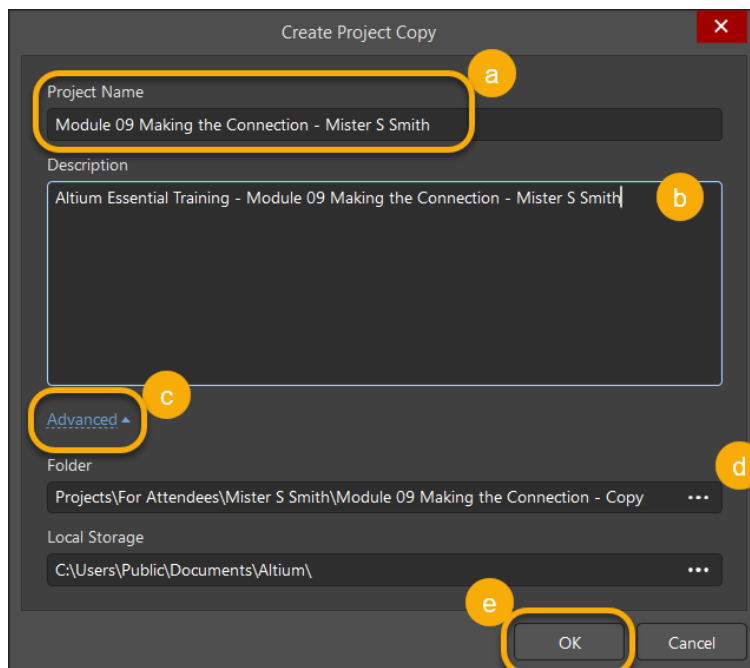 Create Project Copy
a
Project Name
Module 09 Making the Connection - Mister S Smith
Description
Altium Essential Training - Module 09 Making the Connection - Mister S Smith
b
c
Advanced
Folder
d
Projects\For Attendees\Mister S Smith\Module 09 Making the Connection - Copy ...
Local Storage
C:\Users\Public\Documents\Altium\ ...
e
OK Cancel